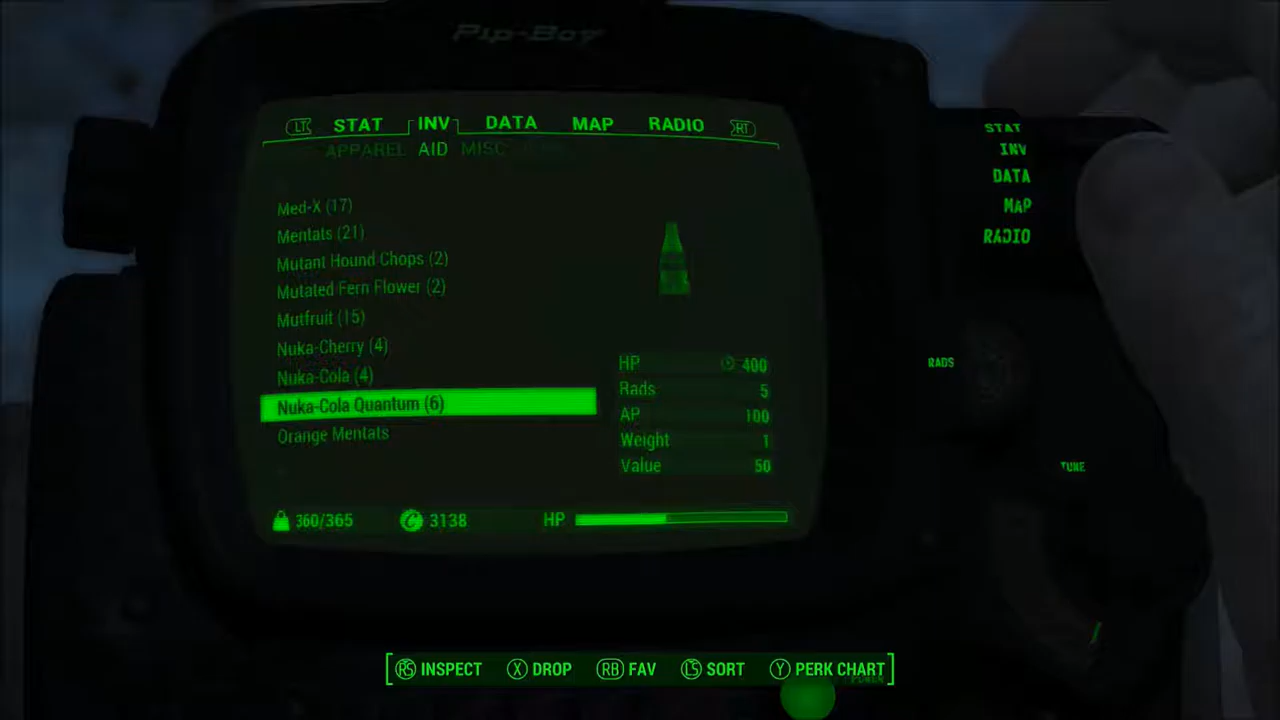 Pip-Boy
LT STAT INV DATA MAP RADIO RT
APPAREL AID MISC
Med-X (17)
Mentats (21)
Mutant Hound Chops (2)
Mutated Fern Flower (2)
Mutfruit (15)
Nuka-Cherry (4)
Nuka-Cola (4)
Nuka-Cola Quantum (6)
Orange Mentats
HP 400
Rads 5
AP 100
Weight 1
Value 50
360/365 3138 HP
STAT
INV
DATA
MAP
RADIO
RADS
TUNE
RS INSPECT X DROP RB FAV LS SORT Y PERK CHART
POWER